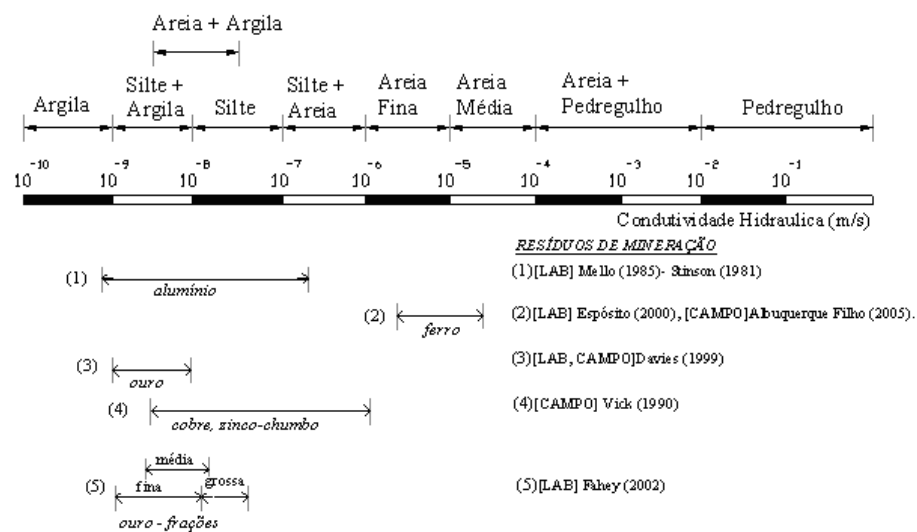 Areia + Argila
Argila
Silte + Argila
Silte
Silte + Areia
Areia Fina
Areia Média
Areia + Pedregulho
Pedregulho
10^-10 10^-9 10^-8 10^-7 10^-6 10^-5 10^-4 10^-3 10^-2 10^-1
Condutividade Hidraulica (m/s)
RESÍDUOS DE MINERAÇÃO
(1) alumínio
(1)[LAB] Mello (1985)- Stinson (1981)
(2) ferro
(2)[LAB] Espósito (2000), [CAMPO]Albuquerque Filho (2005).
(3) ouro
(3)[LAB, CAMPO]Davies (1999)
(4) cobre, zinco-chumbo
(4)[CAMPO] Vick (1990)
média
(5) fina grossa
ouro - frações
(5)[LAB] Fahey (2002)